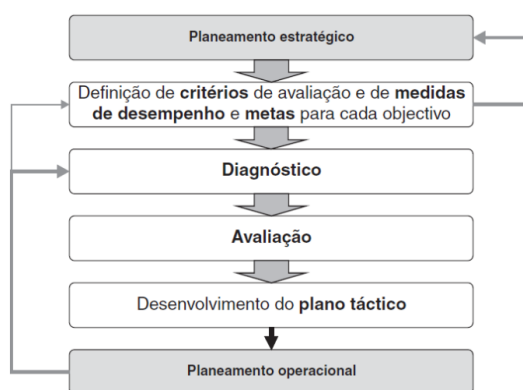 Planeamento estratégico
Definição de critérios de avaliação e de medidas
de desempenho e metas para cada objectivo
Diagnóstico
Avaliação
Desenvolvimento do plano táctico
Planeamento operacional